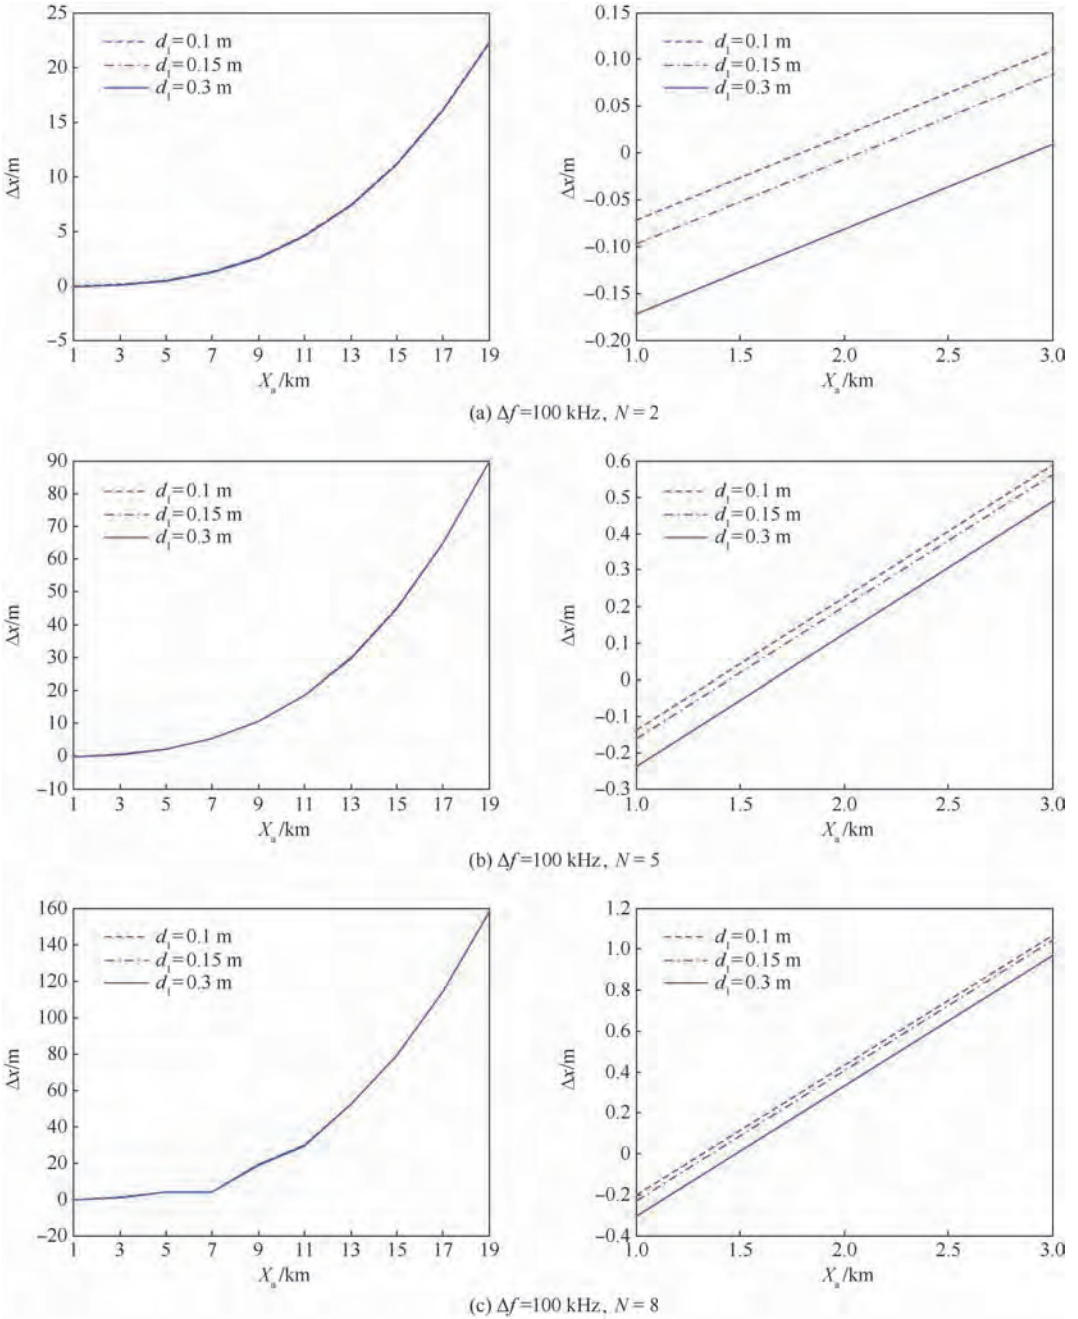 25
20
15
10
5
0
−5
Δx/m
d₁=0.1 m
d₁=0.15 m
d₁=0.3 m
1 3 5 7 9 11 13 15 17 19
Xₐ/km
0.15
0.10
0.05
0
−0.05
−0.10
−0.15
−0.20
Δx/m
d₁=0.1 m
d₁=0.15 m
d₁=0.3 m
1.0 1.5 2.0 2.5 3.0
Xₐ/km
(a) Δf=100 kHz, N = 2
90
80
70
60
50
40
30
20
10
0
−10
Δx/m
d₁=0.1 m
d₁=0.15 m
d₁=0.3 m
1 3 5 7 9 11 13 15 17 19
Xₐ/km
0.6
0.5
0.4
0.3
0.2
0.1
0
−0.1
−0.2
−0.3
Δx/m
d₁=0.1 m
d₁=0.15 m
d₁=0.3 m
1.0 1.5 2.0 2.5 3.0
Xₐ/km
(b) Δf=100 kHz, N = 5
160
140
120
100
80
60
40
20
0
−20
Δx/m
d₁=0.1 m
d₁=0.15 m
d₁=0.3 m
1 3 5 7 9 11 13 15 17 19
Xₐ/km
1.2
1.0
0.8
0.6
0.4
0.2
0
−0.2
−0.4
Δx/m
d₁=0.1 m
d₁=0.15 m
d₁=0.3 m
1.0 1.5 2.0 2.5 3.0
Xₐ/km
(c) Δf=100 kHz, N = 8